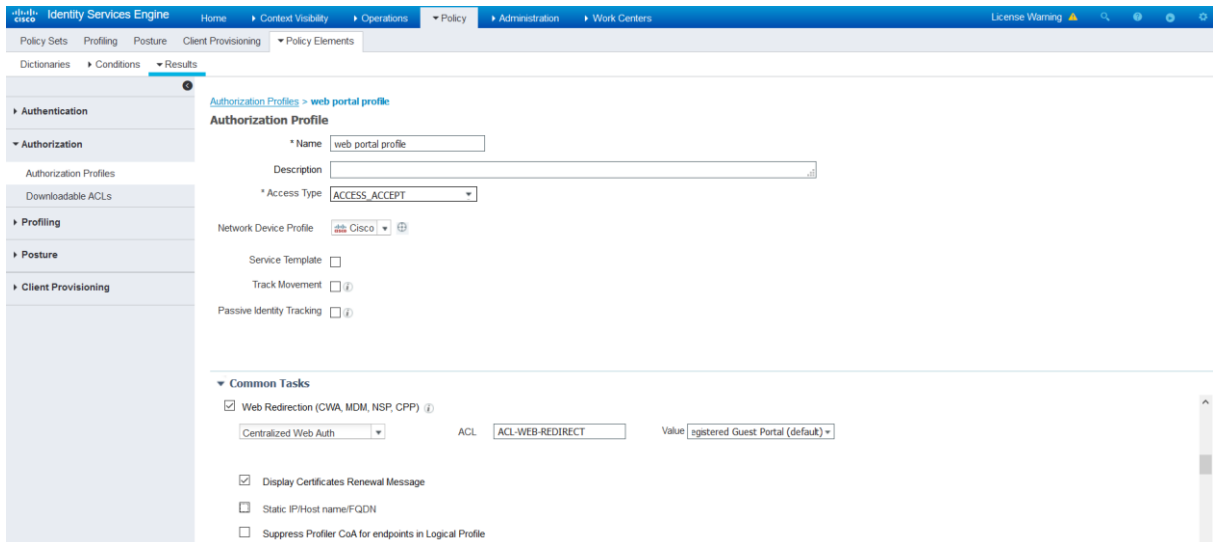 cisco Identity Services Engine Home Context Visibility Operations Policy Administration Work Centers License Warning
Policy Sets Profiling Posture Client Provisioning Policy Elements
Dictionaries Conditions Results
Authentication
Authorization
Authorization Profiles
Downloadable ACLs
Profiling
Posture
Client Provisioning
Authorization Profiles > web portal profile
Authorization Profile
* Name web portal profile
Description
* Access Type ACCESS_ACCEPT
Network Device Profile Cisco
Service Template
Track Movement
Passive Identity Tracking
Common Tasks
Web Redirection (CWA, MDM, NSP, CPP)
Centralized Web Auth ACL ACL-WEB-REDIRECT Value egistered Guest Portal (default)
Display Certificates Renewal Message
Static IP/Host name/FQDN
Suppress Profiler CoA for endpoints in Logical Profile